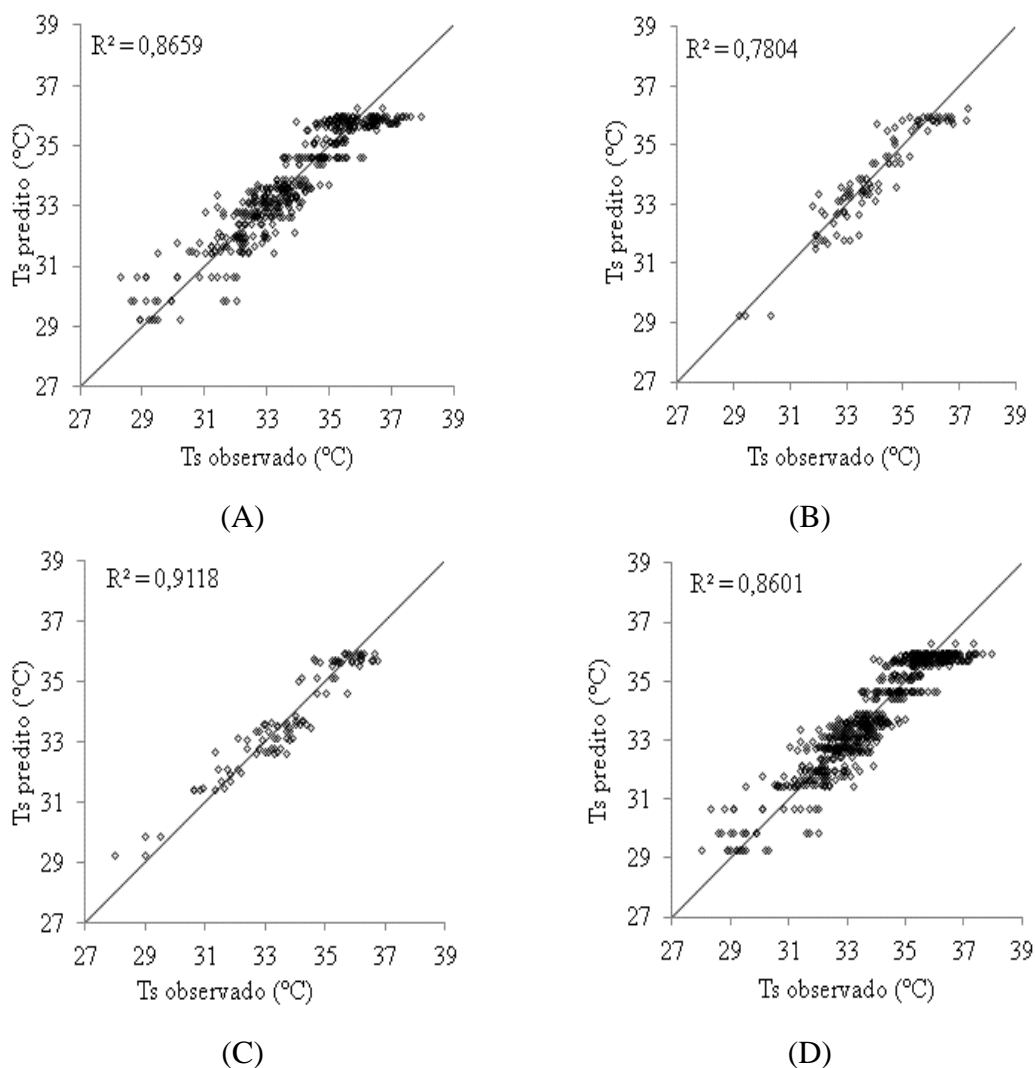 39
37
35
33
31
29
27
R² = 0,8659
Ts predito (°C)
27 29 31 33 35 37 39
Ts observado (°C)
(A)
39
37
35
33
31
29
27
R² = 0,7804
Ts predito (°C)
27 29 31 33 35 37 39
Ts observado (°C)
(B)
39
37
35
33
31
29
27
R² = 0,9118
Ts predito (°C)
27 29 31 33 35 37 39
Ts observado (°C)
(C)
39
37
35
33
31
29
27
R² = 0,8601
Ts predito (°C)
27 29 31 33 35 37 39
Ts observado (°C)
(D)